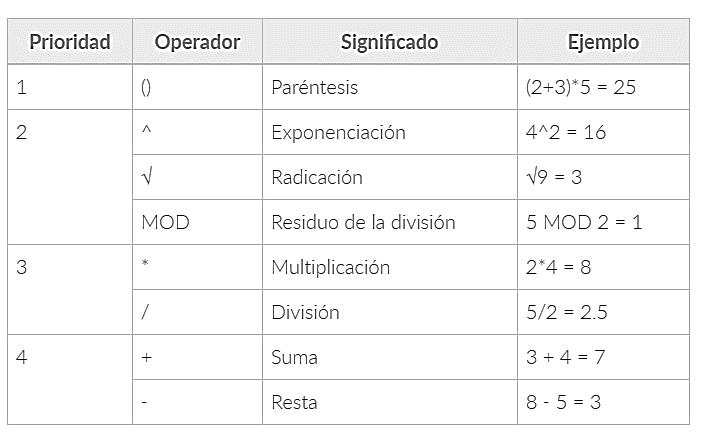 Prioridad Operador Significado Ejemplo
1 () Paréntesis (2+3)*5 = 25
2 ^ Exponenciación 4^2 = 16
√ Radicación √9 = 3
MOD Residuo de la división 5 MOD 2 = 1
3 * Multiplicación 2*4 = 8
/ División 5/2 = 2.5
4 + Suma 3 + 4 = 7
- Resta 8 - 5 = 3